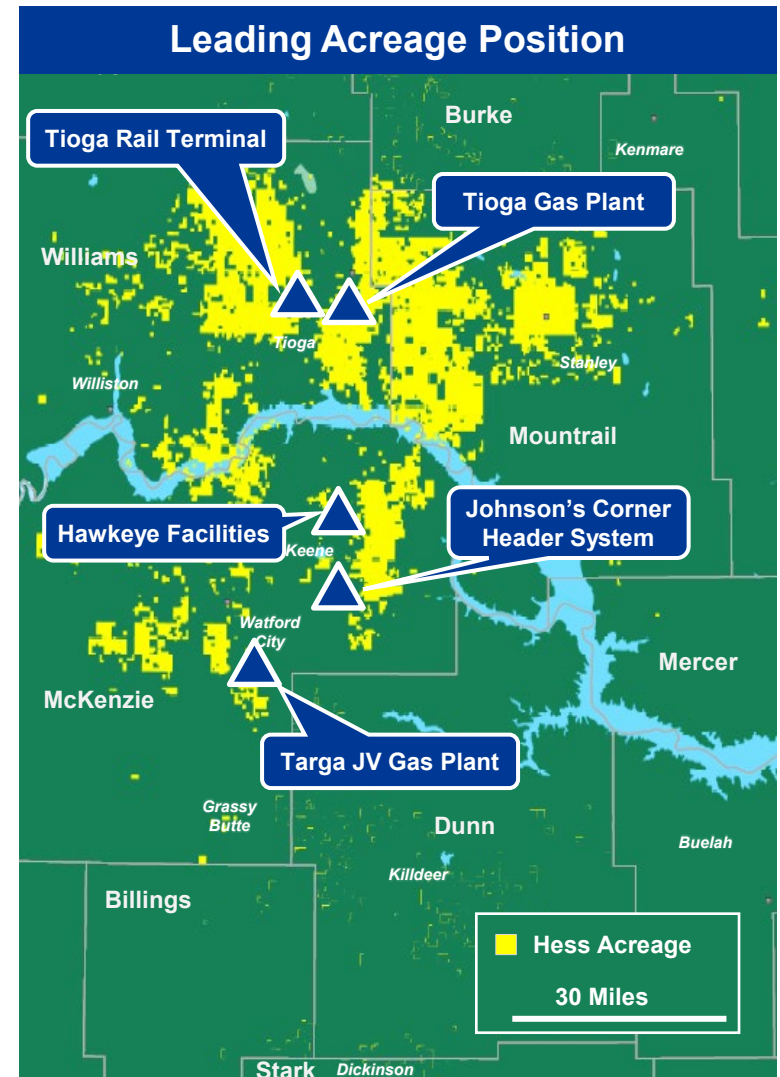 Leading Acreage Position
Burke
Tioga Rail Terminal
Kenmare
Tioga Gas Plant
Williams
Tioga
Stanley
Williston
Mountrail
Johnson's Corner
Header System
Hawkeye Facilities
Keene
Watford
City
Mercer
McKenzie
Targa JV Gas Plant
Grassy
Butte
Dunn
Buelah
Killdeer
Billings
Hess Acreage
30 Miles
Stark
Dickinson